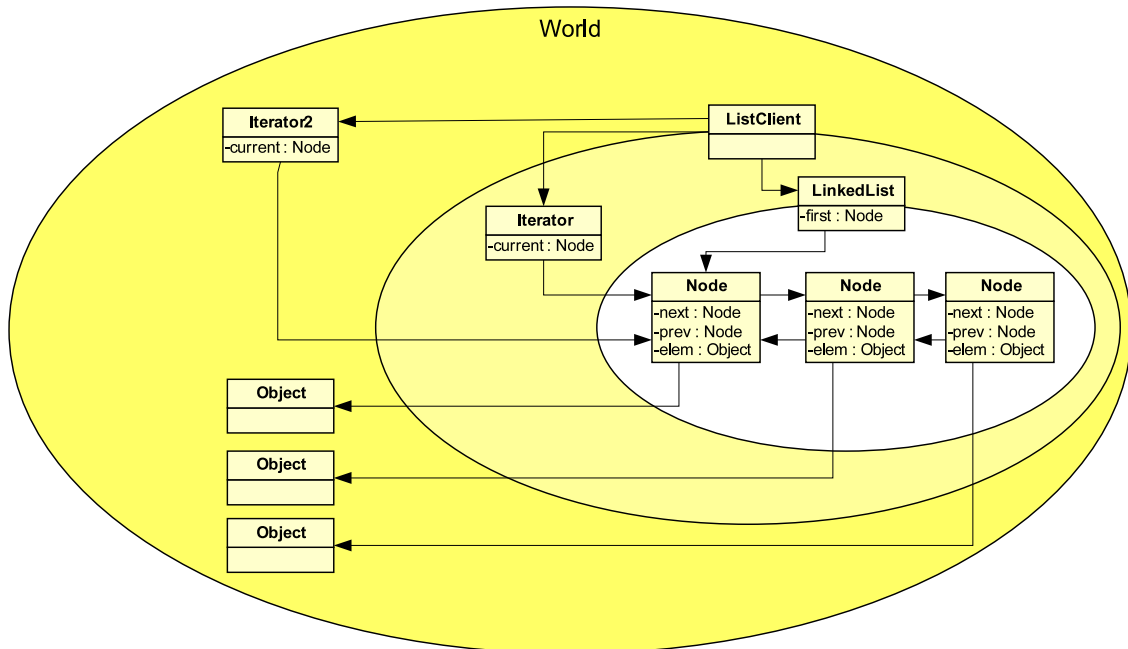 World
Iterator2
-current : Node
ListClient
LinkedList
-first : Node
Iterator
-current : Node
Node
-next : Node
-prev : Node
-elem : Object
Node
-next : Node
-prev : Node
-elem : Object
Node
-next : Node
-prev : Node
-elem : Object
Object
Object
Object